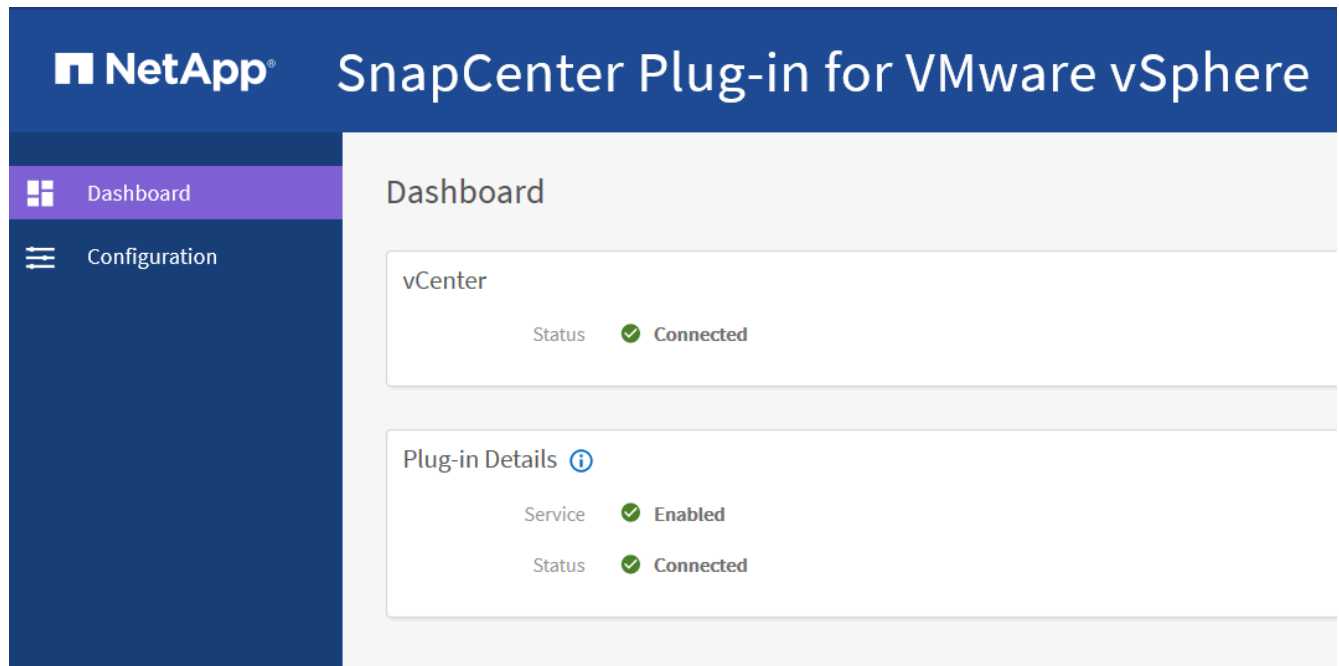 NetApp® SnapCenter Plug-in for VMware vSphere
Dashboard
Configuration
Dashboard
vCenter
Status Connected
Plug-in Details
Service Enabled
Status Connected